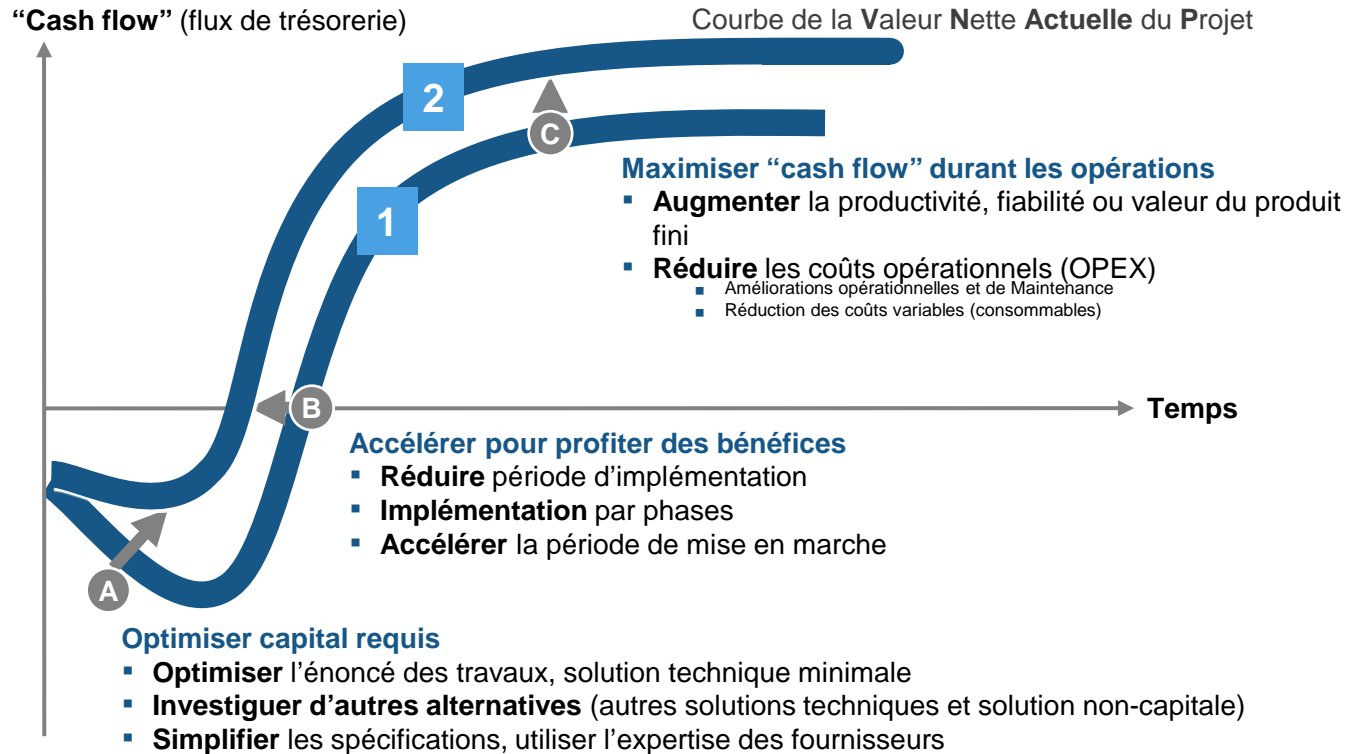 “Cash flow” (flux de trésorerie)
Courbe de la Valeur Nette Actuelle du Projet
2
C
1
Maximiser “cash flow” durant les opérations
▪ Augmenter la productivité, fiabilité ou valeur du produit
fini
▪ Réduire les coûts opérationnels (OPEX)
▪ Améliorations opérationnelles et de Maintenance
▪ Réduction des coûts variables (consommables)
B
Temps
Accélérer pour profiter des bénéfices
▪ Réduire période d’implémentation
▪ Implémentation par phases
▪ Accélérer la période de mise en marche
A
Optimiser capital requis
▪ Optimiser l’énoncé des travaux, solution technique minimale
▪ Investiguer d’autres alternatives (autres solutions techniques et solution non-capitale)
▪ Simplifier les spécifications, utiliser l’expertise des fournisseurs